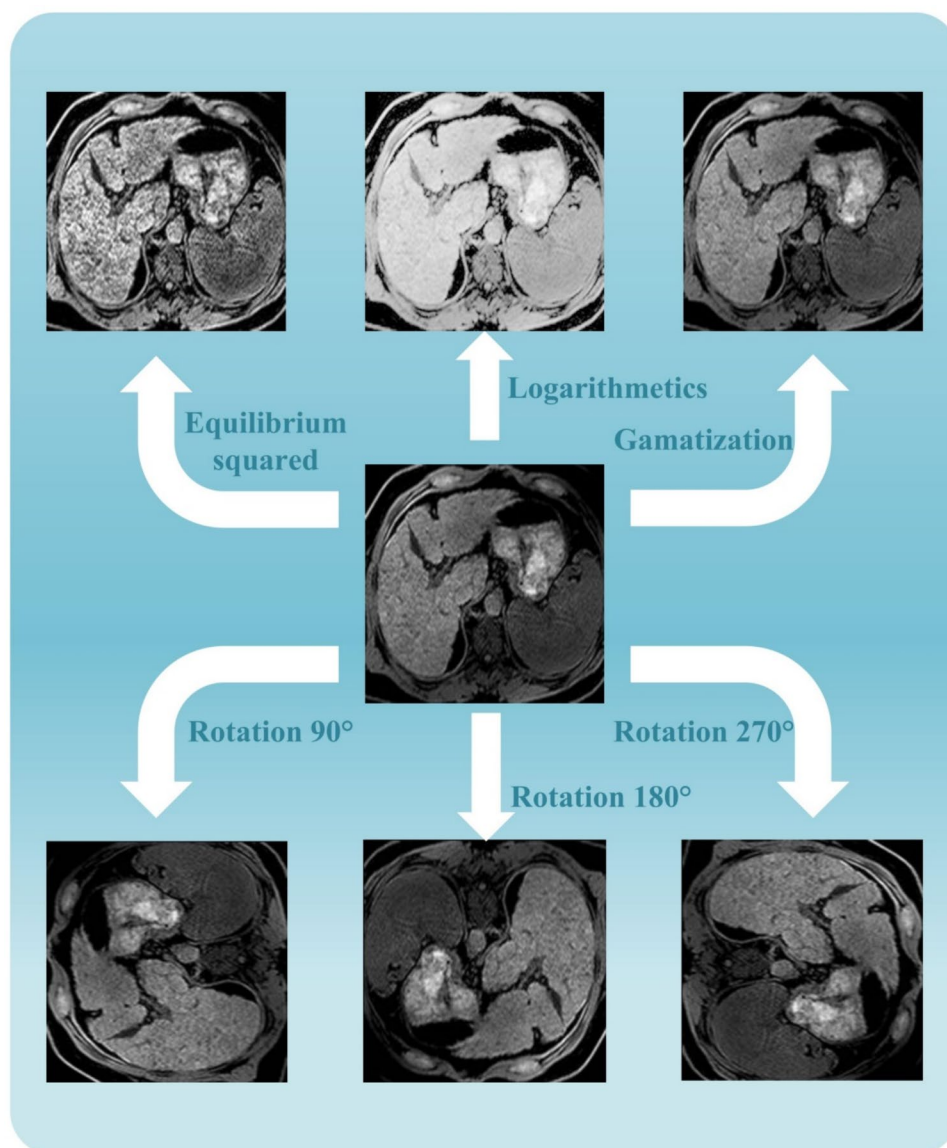 Logarithmetics
Equilibrium
squared
Gamatization
Rotation 90°
Rotation 270°
Rotation 180°